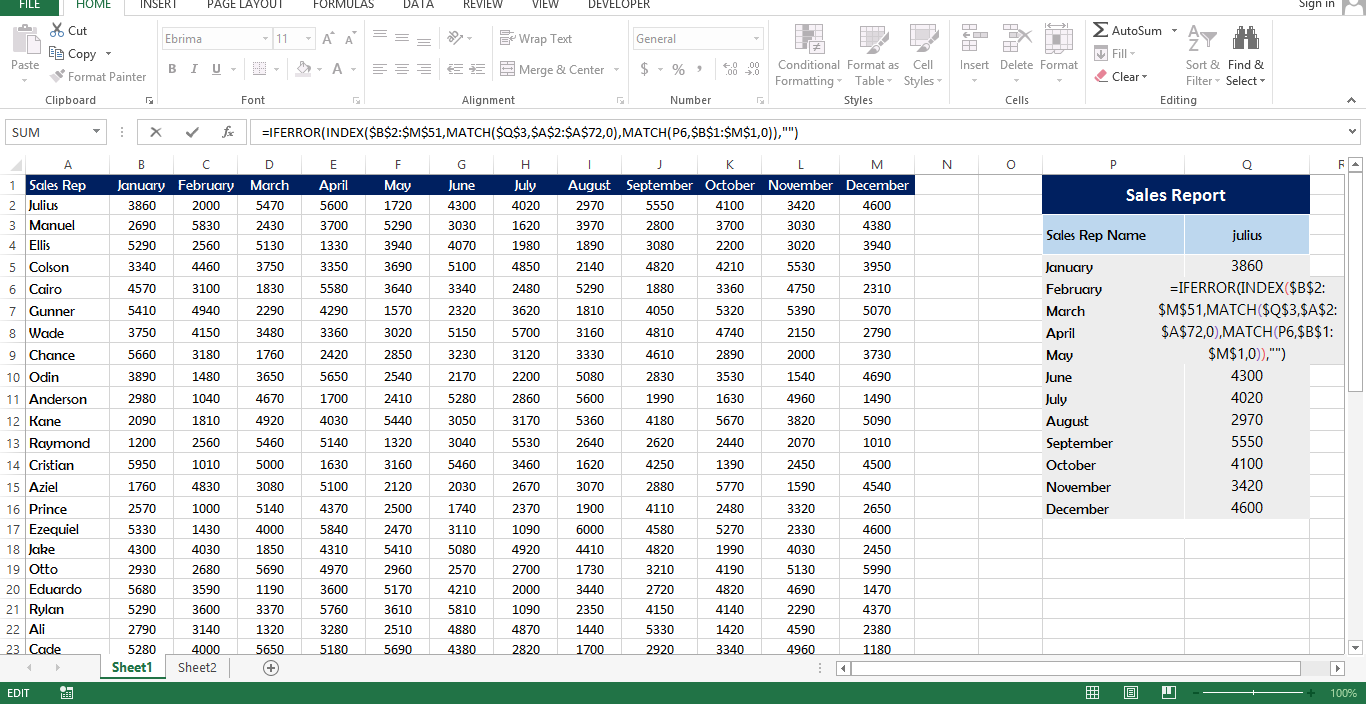 FILE HOME INSERT PAGE LAYOUT FORMULAS DATA REVIEW VIEW DEVELOPER Sign in
Paste
Cut
Copy
Format Painter
Clipboard
Ebrima 11
B I U
Font
Wrap Text
Merge & Center
Alignment
General
$ % ,
Number
Conditional Formatting
Format as Table
Cell Styles
Styles
Insert Delete Format
Cells
AutoSum
Fill
Clear
Sort & Filter
Find & Select
Editing
SUM fx =IFERROR(INDEX($B$2:$M$51,MATCH($Q$3,$A$2:$A$72,0),MATCH(P6,$B$1:$M$1,0)),"")
A B C D E F G H I J K L M N O P Q R
1 Sales Rep January February March April May June July August September October November December
2 Julius 3860 2000 5470 5600 1720 4300 4020 2970 5550 4100 3420 4600
3 Manuel 2690 5830 2430 3700 5290 3030 1620 3970 2800 3700 3030 4380
4 Ellis 5290 2560 5130 1330 3940 4070 1980 1890 3080 2200 3020 3940
5 Colson 3340 4460 3750 3350 3690 5100 4850 2140 4820 4210 5530 3950
6 Cairo 4570 3100 1830 5580 3640 3340 2480 5290 1880 3360 4750 2310
7 Gunner 5410 4940 2290 4290 1570 2320 3620 1810 4050 5320 5390 5070
8 Wade 3750 4150 3480 3360 3020 5150 5700 3160 4810 4740 2150 2790
9 Chance 5660 3180 1760 2420 2850 3230 3120 3330 4610 2890 2000 3730
10 Odin 3890 1480 3650 5650 2540 2170 2200 5080 2830 3530 1540 4690
11 Anderson 2980 1040 4670 1700 2410 5280 2860 5600 1990 1630 4960 1490
12 Kane 2090 1810 4920 4030 5440 3050 3170 5360 4180 5670 3820 5090
13 Raymond 1200 2560 5460 5140 1320 3040 5530 2640 2620 2440 2070 1010
14 Cristian 5950 1010 5000 1630 3160 5460 3460 1620 4250 1390 2450 4500
15 Aziel 1760 4830 3080 5100 2120 2030 2670 3070 2880 5770 1590 4540
16 Prince 2570 1000 5140 4370 2500 1740 2370 1900 4110 2480 3320 2650
17 Ezequiel 5330 1430 4000 5840 2470 3110 1090 6000 4580 5270 2330 4600
18 Jake 4300 4030 1850 4310 5410 5080 4920 4410 4820 1990 4030 2450
19 Otto 2930 2680 5690 4970 2960 2570 2700 1730 3210 4190 5130 5990
20 Eduardo 5680 3590 1190 3600 5170 4210 2000 3440 2720 4820 4690 1470
21 Rylan 5290 3600 3370 5760 3610 5810 1090 2350 4150 4140 2290 4370
22 Ali 2790 3140 1320 3280 2510 4880 4870 1440 5330 1420 4590 2380
23 Cade 5280 4000 5650 5180 5690 4380 2820 1700 2920 3340 4960 1180
Sales Report
Sales Rep Name julius
January 3860
February =IFERROR(INDEX($B$2:
March $M$51,MATCH($Q$3,$A$2:
April $A$72,0),MATCH(P6,$B$1:
May $M$1,0)),"")
June 4300
July 4020
August 2970
September 5550
October 4100
November 3420
December 4600
Sheet1 Sheet2
EDIT 100%